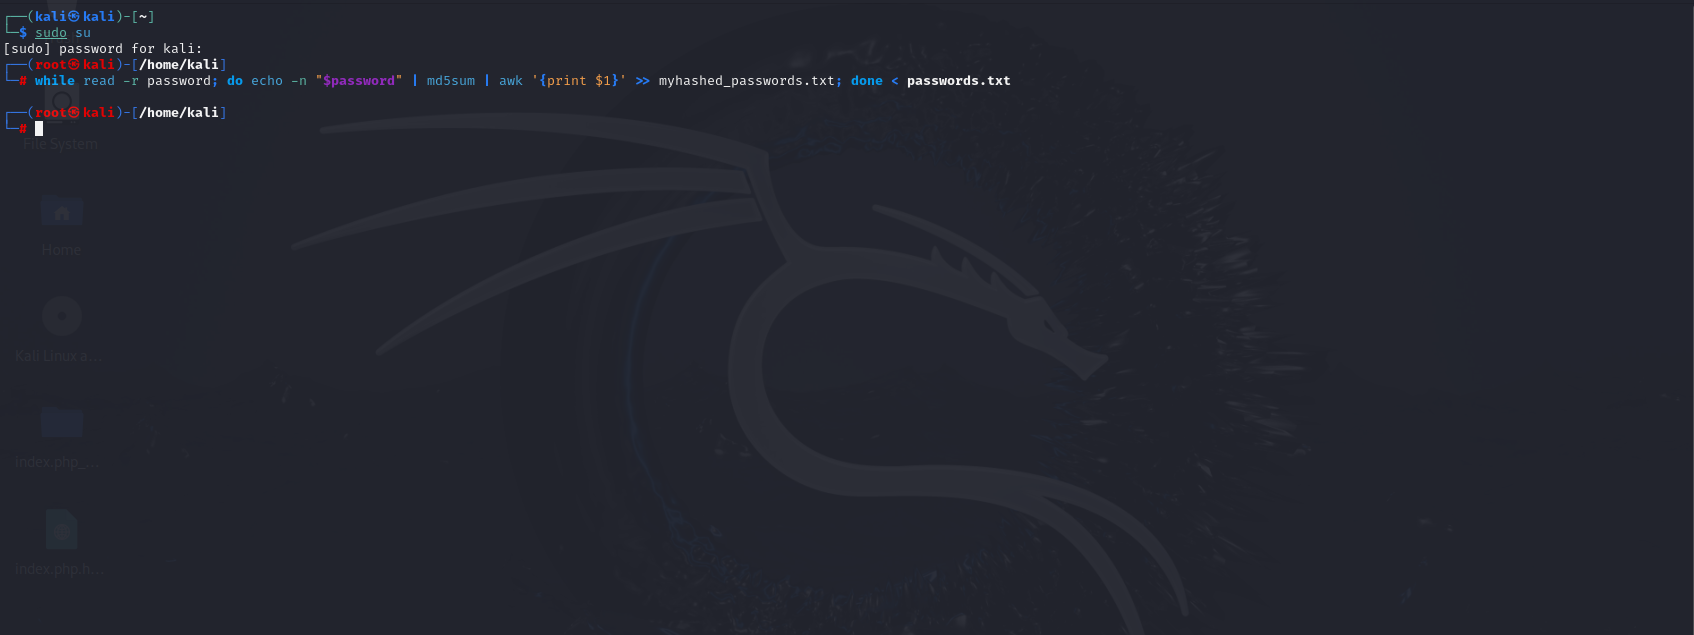 ┌──(kali㉿kali)-[~]
└─$ sudo su
[sudo] password for kali:
┌──(root㉿kali)-[/home/kali]
└─# while read -r password; do echo -n "$password" | md5sum | awk '{print $1}' >> myhashed_passwords.txt; done < passwords.txt
┌──(root㉿kali)-[/home/kali]
└─#
File System
Home
Kali Linux a...
index.php_...
index.php.h...